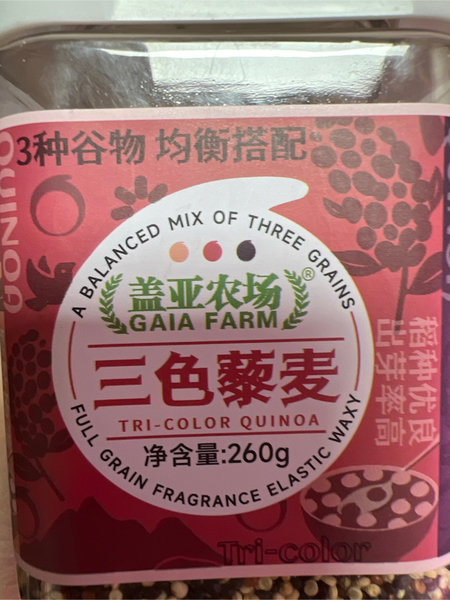 3种谷物 均衡搭配
A BALANCED MIX OF THREE GRAINS
盖亚农场®
GAIA FARM
三色藜麦
TRI-COLOR QUINOA
净含量:260g
FULL GRAIN FRAGRANCE ELASTIC WAXY
稻种优良
出芽率高
Tri-color
QUINOA